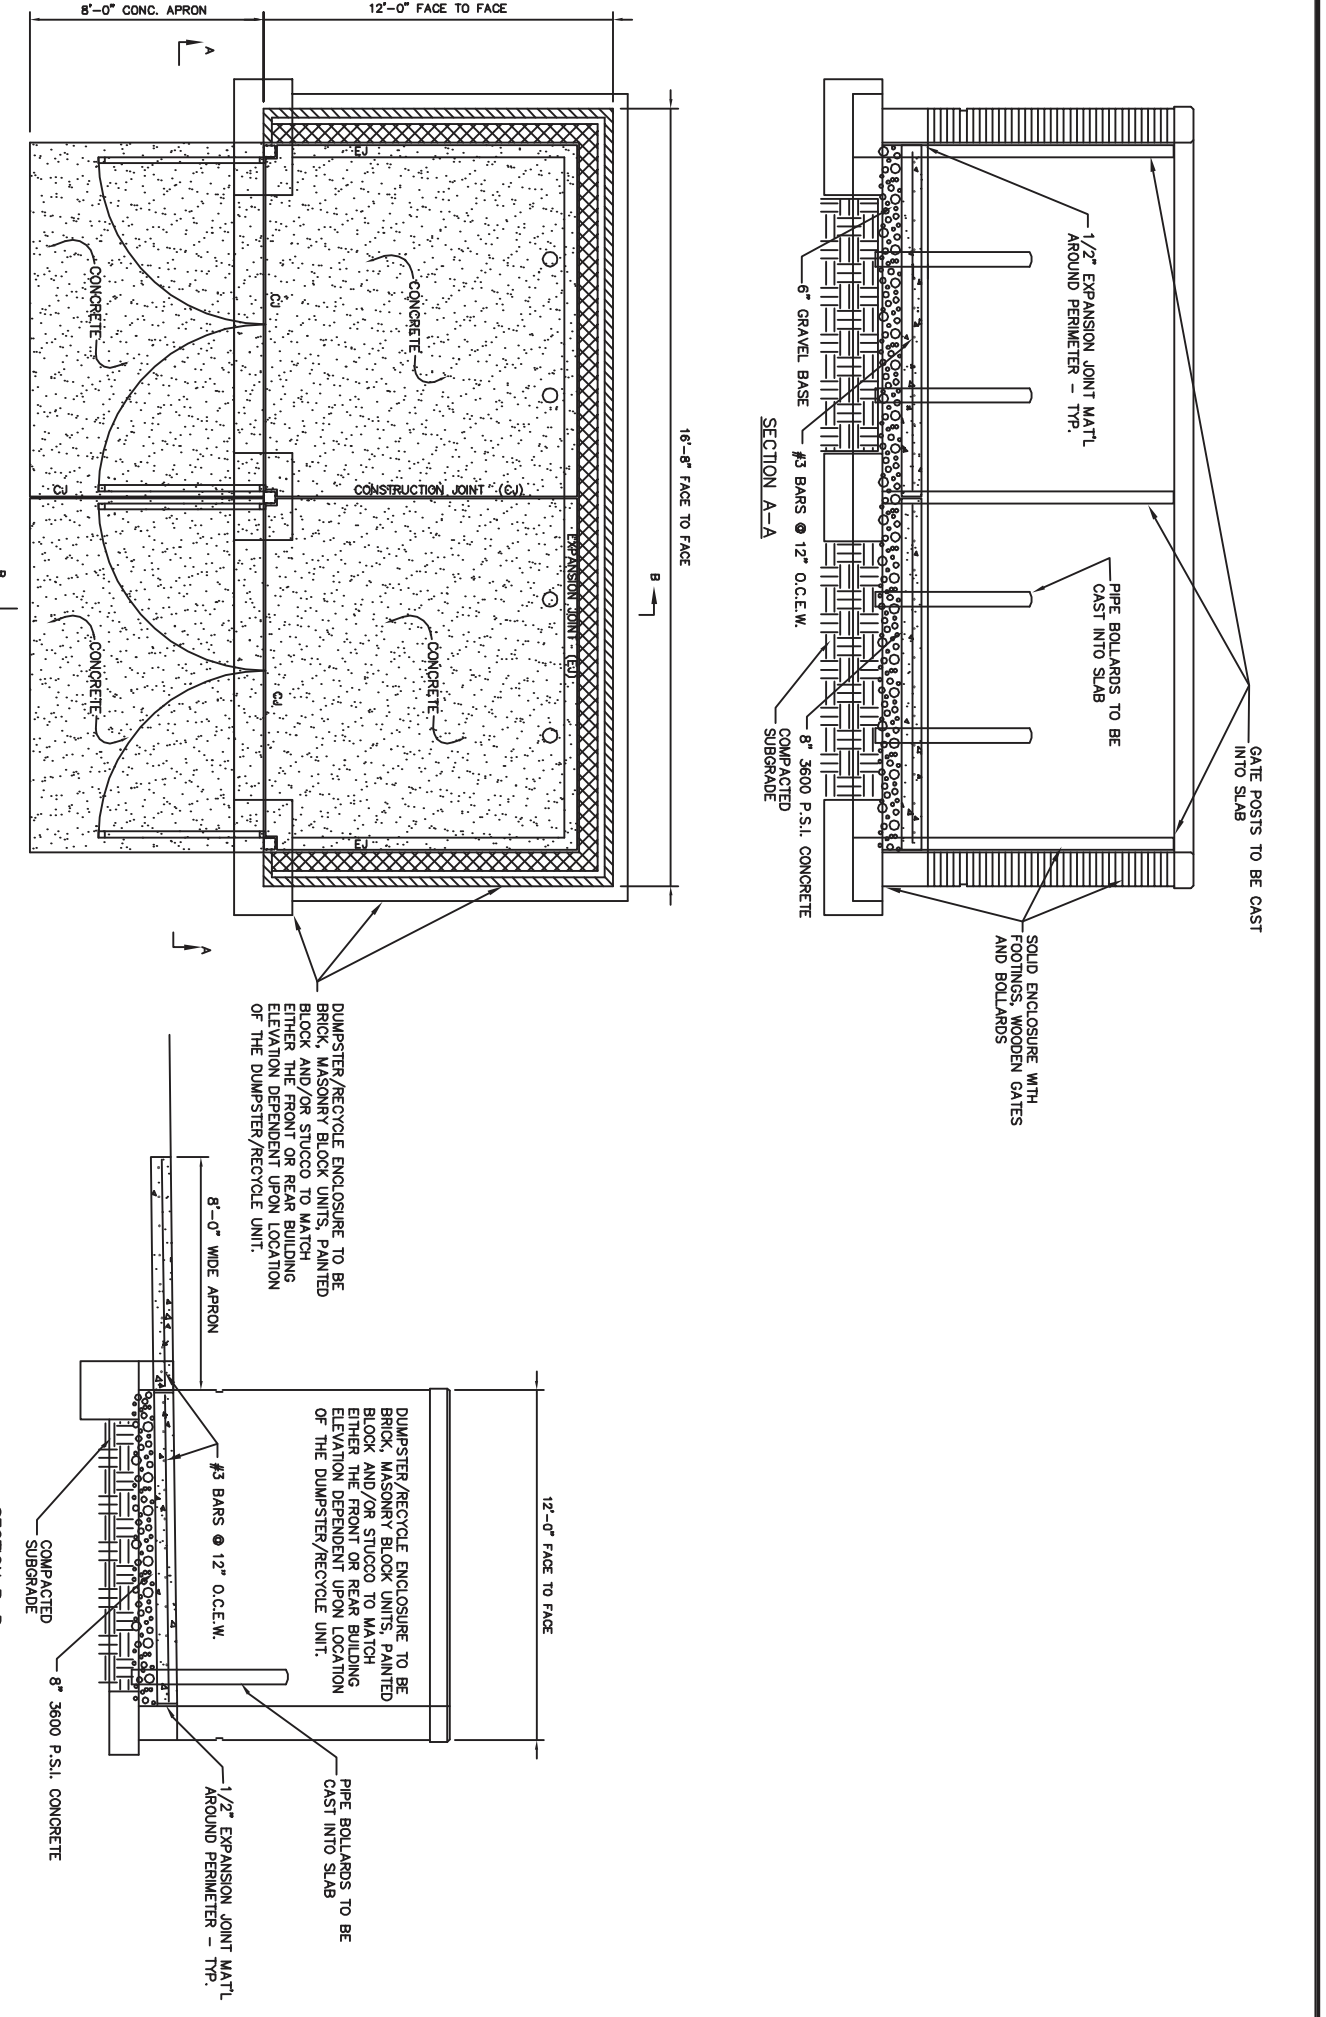 8'-0" CONC. APRON
12'-0" FACE TO FACE
A
A
B
B
16'-8" FACE TO FACE
EJ
EJ
CJ
CJ
CJ
CONCRETE
CONCRETE
CONCRETE
CONCRETE
CONSTRUCTION JOINT (CJ)
EXPANSION JOINT - (EJ)
DUMPSTER/RECYCLE ENCLOSURE TO BE
BRICK, MASONRY BLOCK UNITS, PAINTED
BLOCK AND/OR STUCCO TO MATCH
EITHER THE FRONT OR REAR BUILDING
ELEVATION DEPENDENT UPON LOCATION
OF THE DUMPSTER/RECYCLE UNIT.
GATE POSTS TO BE CAST
INTO SLAB
PIPE BOLLARDS TO BE
CAST INTO SLAB
1/2" EXPANSION JOINT MAT'L
AROUND PERIMETER - TYP.
SOLID ENCLOSURE WITH
FOOTINGS, WOODEN GATES
AND BOLLARDS
6" GRAVEL BASE
#3 BARS @ 12" O.C.E.W.
8" 3600 P.S.I. CONCRETE
COMPACTED
SUBGRADE
SECTION A-A
12'-0" FACE TO FACE
DUMPSTER/RECYCLE ENCLOSURE TO BE
BRICK, MASONRY BLOCK UNITS, PAINTED
BLOCK AND/OR STUCCO TO MATCH
EITHER THE FRONT OR REAR BUILDING
ELEVATION DEPENDENT UPON LOCATION
OF THE DUMPSTER/RECYCLE UNIT.
8'-0" WIDE APRON
#3 BARS @ 12" O.C.E.W.
PIPE BOLLARDS TO BE
CAST INTO SLAB
1/2" EXPANSION JOINT MAT'L
AROUND PERIMETER - TYP.
COMPACTED
SUBGRADE
8" 3600 P.S.I. CONCRETE